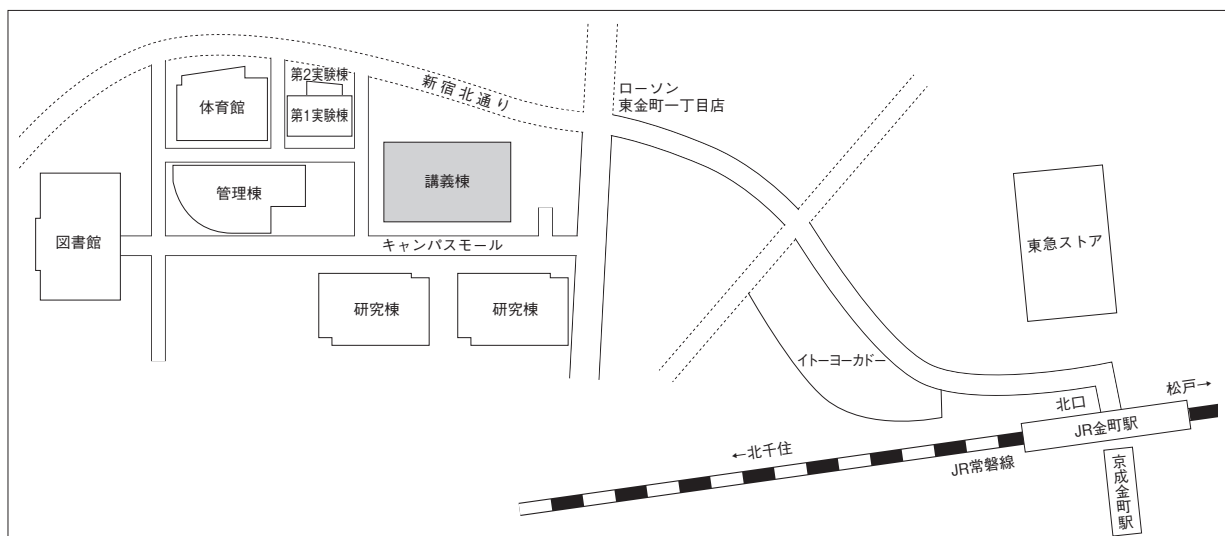 第2実験棟
体育館
第1実験棟
新宿北通り
ローソン
東金町一丁目店
講義棟
管理棟
図書館
キャンパスモール
東急ストア
研究棟
研究棟
イトーヨーカドー
松戸→
北口
JR金町駅
←北千住
JR常磐線
京成金町駅